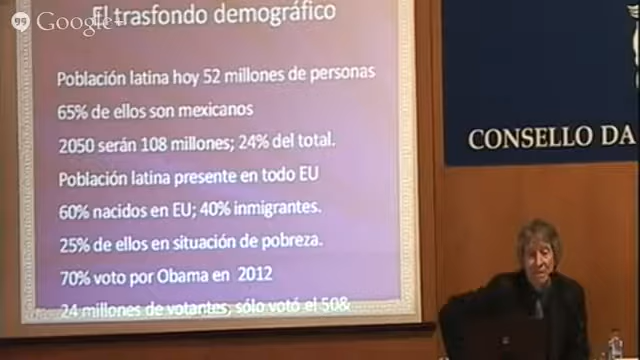 Google+
El trasfondo demográfico
Población latina hoy 52 millones de personas
65% de ellos son mexicanos
2050 serán 108 millones; 24% del total.
Población latina presente en todo EU
60% nacidos en EU; 40% inmigrantes.
25% de ellos en situación de pobreza.
70% voto por Obama en 2012
24 millones de votantes, sólo votó el 50&
CONSELLO DA